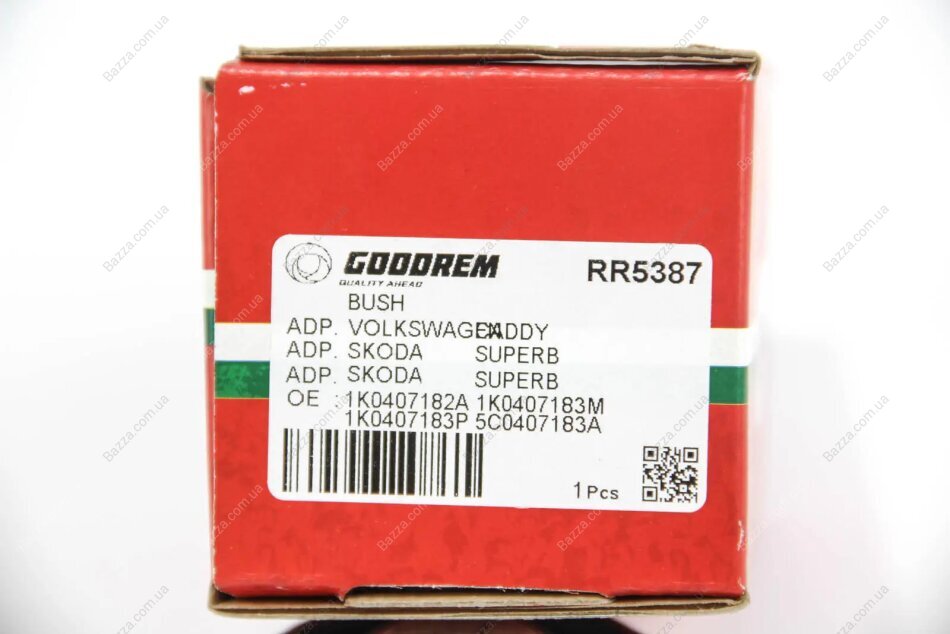 GOODREM
RR5387
QUALITY AHEAD
BUSH
ADP. VOLKSWAGEN CADDY
ADP. SKODA SUPERB
ADP. SKODA SUPERB
OE : 1K0407182A 1K0407183M
1K0407183P 5C0407183A
1 Pcs
Bazza.com.ua